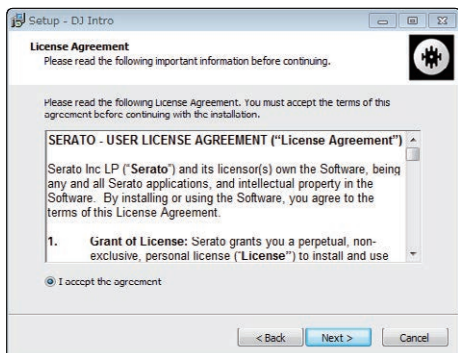 Setup - DJ Intro
License Agreement
Please read the following important information before continuing.
Please read the following License Agreement. You must accept the terms of this
agreement before continuing with the installation.
SERATO - USER LICENSE AGREEMENT (“License Agreement”)
Serato Inc LP (“Serato”) and its licensor(s) own the Software, being
any and all Serato applications, and intellectual property in the
Software. By installing or using the Software, you agree to the
terms of this License Agreement.
1. Grant of License: Serato grants you a perpetual, non-
exclusive, personal license (“License”) to install and use
I accept the agreement
< Back Next > Cancel